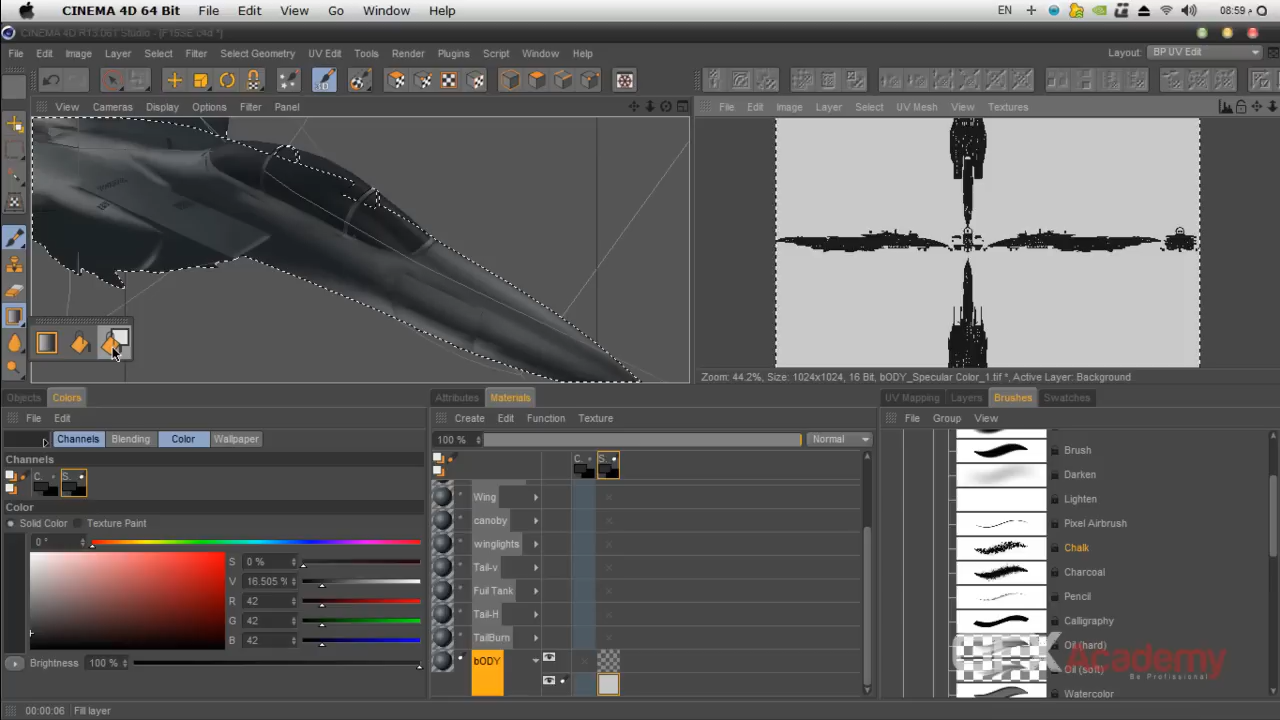 CINEMA 4D 64 Bit File Edit View Go Window Help
EN 08:59 م
CINEMA 4D R13.061 Studio - [F15SE.c4d *]
File Edit Image Layer Select Filter Select Geometry UV Edit Tools Render Plugins Script Window Help
Layout: BP UV Edit
View Cameras Display Options Filter Panel
File Edit Image Layer Select UV Mesh View Textures
Zoom: 44.2%, Size: 1024x1024, 16 Bit, bODY_Specular Color_1.tif *, Active Layer: Background
Objects Colors
Attributes Materials
UV Mapping Layers Brushes Swatches
File Edit
Create Edit Function Texture
File Group View
Channels Blending Color Wallpaper
100 % Normal
Channels
C. S.
C. S.
Color
Solid Color Texture Paint
0 °
S 0 %
V 16.505 %
R 42
G 42
B 42
Brightness 100 %
Wing
canoby
winglights
Tail-v
Fuil Tank
Tail-H
TailBurn
bODY
Brush
Darken
Lighten
Pixel Airbrush
Chalk
Charcoal
Pencil
Calligraphy
Oil (hard)
Oil (soft)
Watercolor
Academy
Be Professional
00:00:06 Fill layer